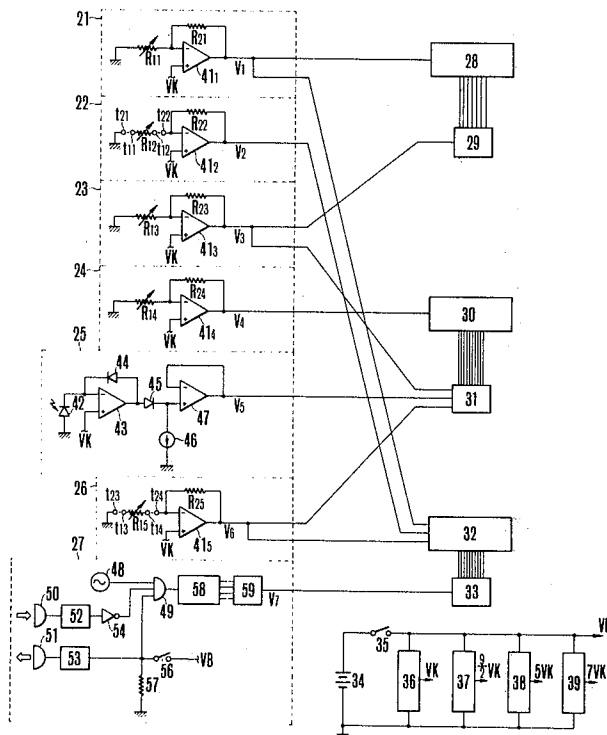 21
R11
R21
VK
411
V1
28
22
t21
t22
t11
R12
t12
R22
VK
412
V2
29
23
R13
R23
VK
413
V3
24
R14
R24
VK
414
V4
30
25
44
45
42
43
VK
47
V5
46
31
26
t23
t24
t13
R15
t14
R25
VK
415
V6
32
27
48
50
49
58
59
V7
33
52
54
51
53
56
VB
57
35
34
36
VK
37
9/2 VK
38
5VK
39
7VK